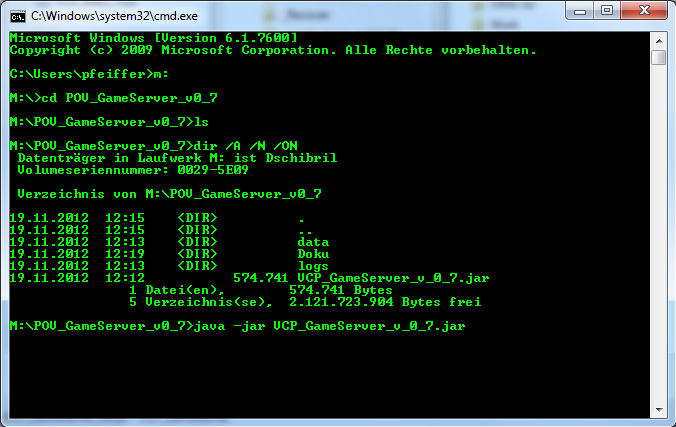 _Recover
C:\Windows\system32\cmd.exe
Microsoft Windows [Version 6.1.7600]
Copyright (c) 2009 Microsoft Corporation. Alle Rechte vorbehalten.
C:\Users\pfeiffer>m:
M:\>cd POV_GameServer_v0_7
M:\POV_GameServer_v0_7>ls
M:\POV_GameServer_v0_7>dir /A /N /ON
Datenträger in Laufwerk M: ist Dschibril
Volumeseriennummer: 0029-5E09
Verzeichnis von M:\POV_GameServer_v0_7
19.11.2012 12:15 <DIR> .
19.11.2012 12:15 <DIR> ..
19.11.2012 12:13 <DIR> data
19.11.2012 12:19 <DIR> Doku
19.11.2012 12:13 <DIR> logs
19.11.2012 12:12 574.741 VCP_GameServer_v_0_7.jar
1 Datei(en), 574.741 Bytes
5 Verzeichnis(se), 2.121.723.904 Bytes frei
M:\POV_GameServer_v0_7>java -jar VCP_GameServer_v_0_7.jar